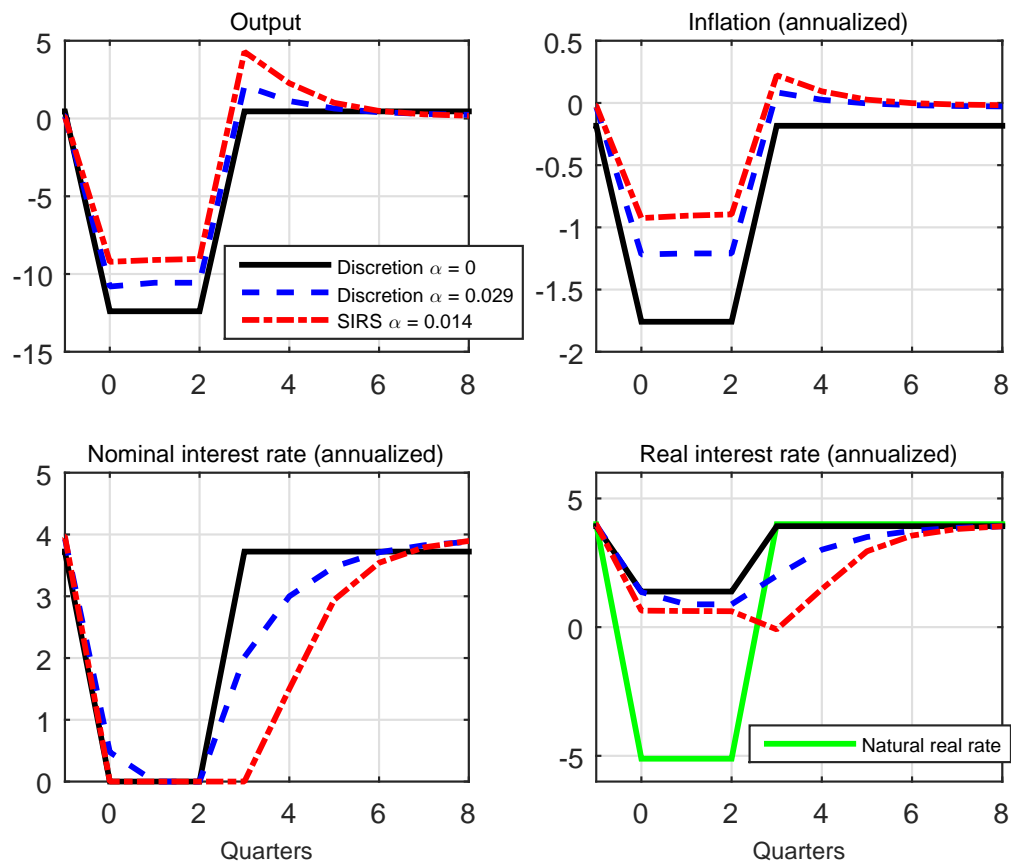 Output
5
0
-5
-10
-15
0 2 4 6 8
Discretion α = 0
Discretion α = 0.029
SIRS α = 0.014
Inflation (annualized)
0.5
0
-0.5
-1
-1.5
-2
0 2 4 6 8
Nominal interest rate (annualized)
5
4
3
2
1
0
0 2 4 6 8
Quarters
Real interest rate (annualized)
5
0
-5
0 2 4 6 8
Natural real rate
Quarters